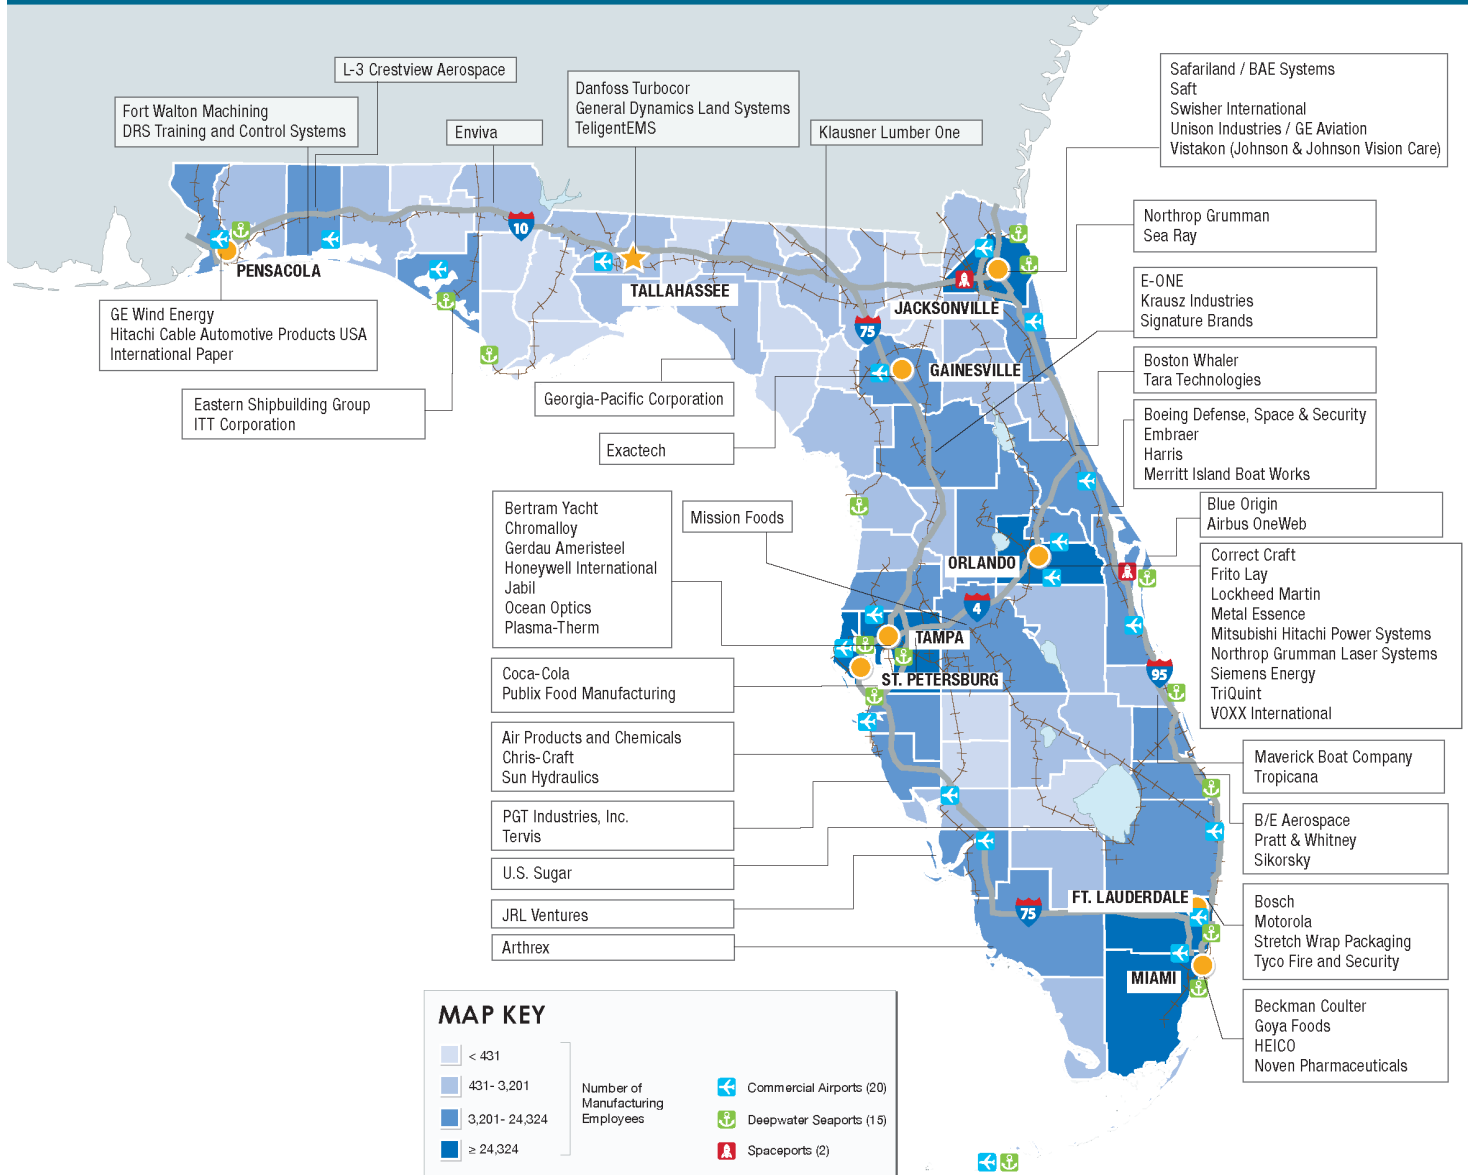 L-3 Crestview Aerospace
Fort Walton Machining
DRS Training and Control Systems
Enviva
Danfoss Turbocor
General Dynamics Land Systems
TeligentEMS
Klausner Lumber One
Safariland / BAE Systems
Saft
Swisher International
Unison Industries / GE Aviation
Vistakon (Johnson & Johnson Vision Care)
Northrop Grumman
Sea Ray
E-ONE
Krausz Industries
Signature Brands
Boston Whaler
Tara Technologies
Boeing Defense, Space & Security
Embraer
Harris
Merritt Island Boat Works
Blue Origin
Airbus OneWeb
Correct Craft
Frito Lay
Lockheed Martin
Metal Essence
Mitsubishi Hitachi Power Systems
Northrop Grumman Laser Systems
Siemens Energy
TriQuint
VOXX International
Maverick Boat Company
Tropicana
B/E Aerospace
Pratt & Whitney
Sikorsky
Bosch
Motorola
Stretch Wrap Packaging
Tyco Fire and Security
Beckman Coulter
Goya Foods
HEICO
Noven Pharmaceuticals
GE Wind Energy
Hitachi Cable Automotive Products USA
International Paper
Eastern Shipbuilding Group
ITT Corporation
Georgia-Pacific Corporation
Exactech
Bertram Yacht
Chromalloy
Gerdau Ameristeel
Honeywell International
Jabil
Ocean Optics
Plasma-Therm
Mission Foods
Coca-Cola
Publix Food Manufacturing
Air Products and Chemicals
Chris-Craft
Sun Hydraulics
PGT Industries, Inc.
Tervis
U.S. Sugar
JRL Ventures
Arthrex
PENSACOLA
10
TALLAHASSEE
JACKSONVILLE
75
GAINESVILLE
ORLANDO
4
TAMPA
ST. PETERSBURG
95
FT. LAUDERDALE
75
MIAMI
MAP KEY
< 431
431- 3,201
3,201- 24,324
≥ 24,324
Number of
Manufacturing
Employees
Commercial Airports (20)
Deepwater Seaports (15)
Spaceports (2)